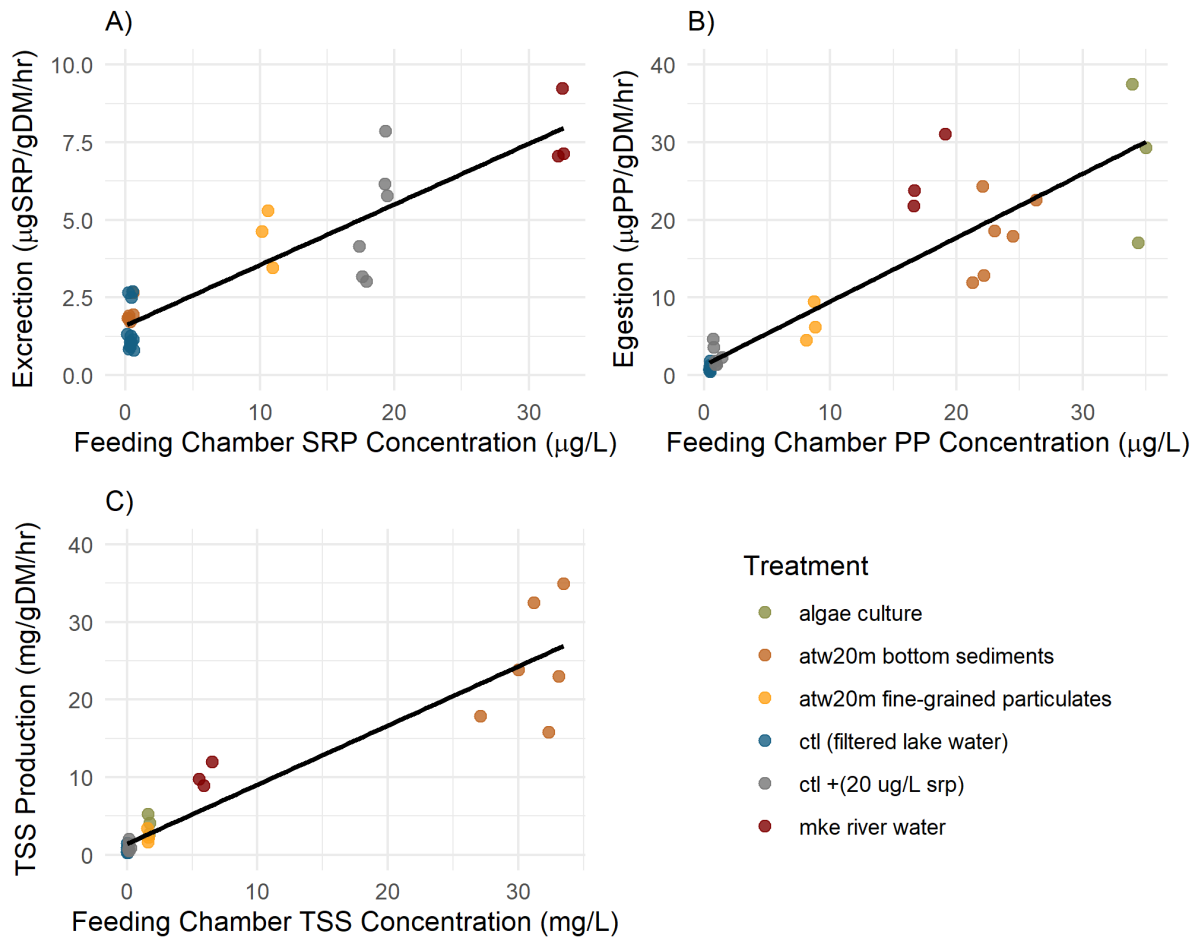 A)
Excrection (μgSRP/gDM/hr)
10.0
7.5
5.0
2.5
0.0
0
10
20
30
Feeding Chamber SRP Concentration (μg/L)
B)
Egestion (μgPP/gDM/hr)
40
30
20
10
0
0
10
20
30
Feeding Chamber PP Concentration (μg/L)
C)
TSS Production (mg/gDM/hr)
40
30
20
10
0
0
10
20
30
Feeding Chamber TSS Concentration (mg/L)
Treatment
algae culture
atw20m bottom sediments
atw20m fine-grained particulates
ctl (filtered lake water)
ctl +(20 ug/L srp)
mke river water